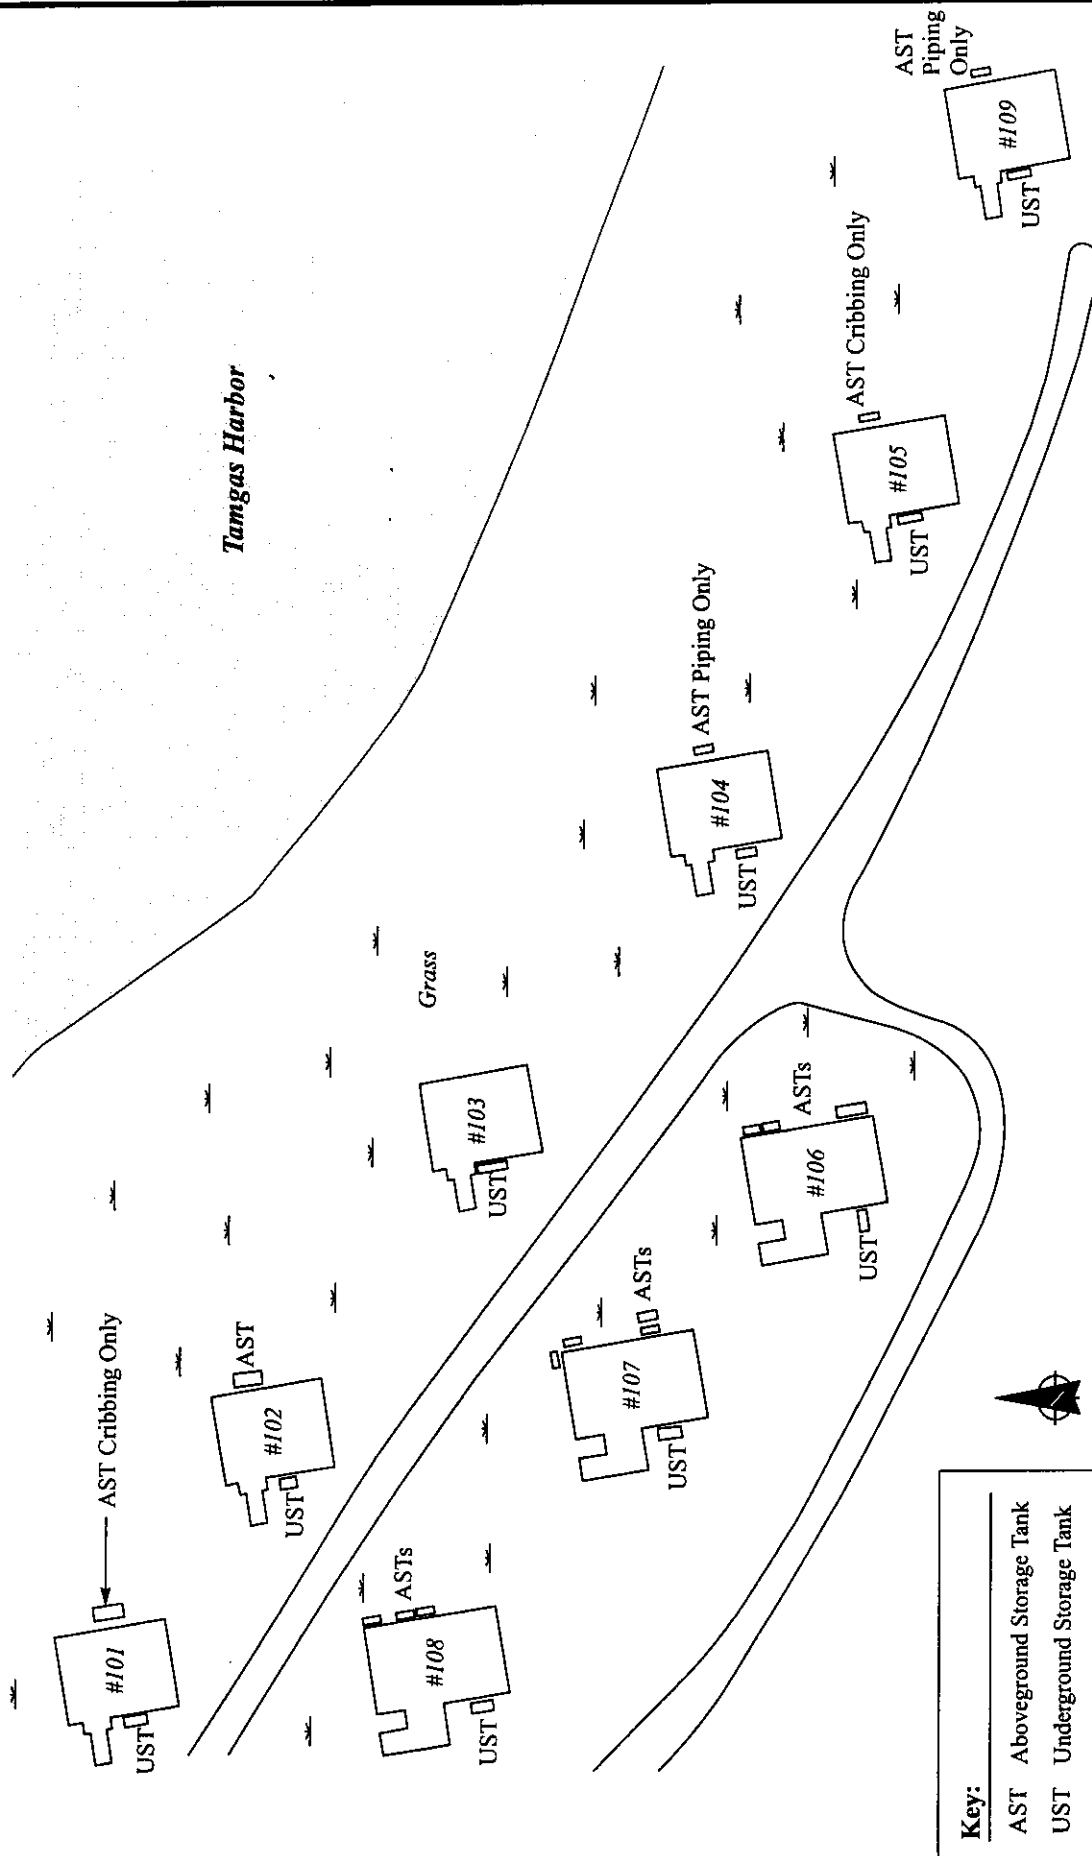 Tamgas Harbor
Grass
AST Cribbing Only
#101
UST
AST
#102
UST
#103
UST
AST Piping Only
#104
UST
AST Cribbing Only
#105
UST
AST
Piping
Only
#109
UST
ASTs
#108
UST
ASTs
#107
UST
ASTs
#106
UST
Key:
AST Aboveground Storage Tank
UST Underground Storage Tank